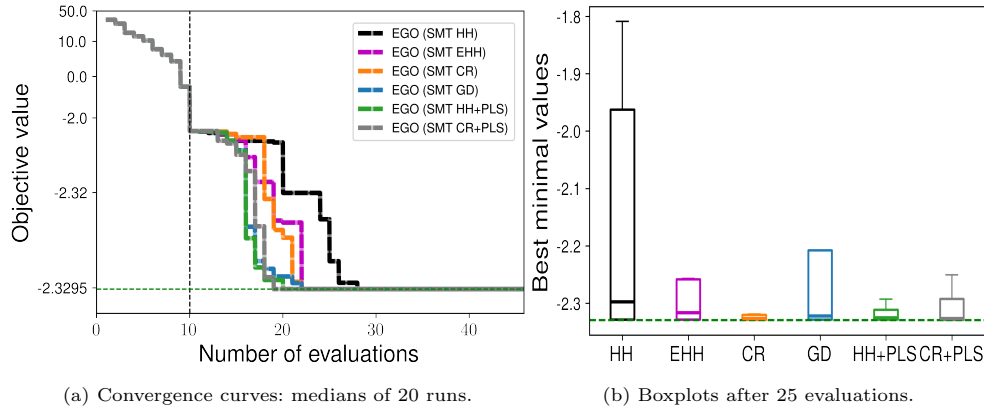 50.0
10.0
0.0
-2.0
-2.32
-2.3295
Objective value
1
10
20
30
40
Number of evaluations
EGO (SMT HH)
EGO (SMT EHH)
EGO (SMT CR)
EGO (SMT GD)
EGO (SMT HH+PLS)
EGO (SMT CR+PLS)
(a) Convergence curves: medians of 20 runs.
-1.8
-1.9
-2.0
-2.1
-2.2
-2.3
Best minimal values
HH
EHH
CR
GD
HH+PLS
CR+PLS
(b) Boxplots after 25 evaluations.